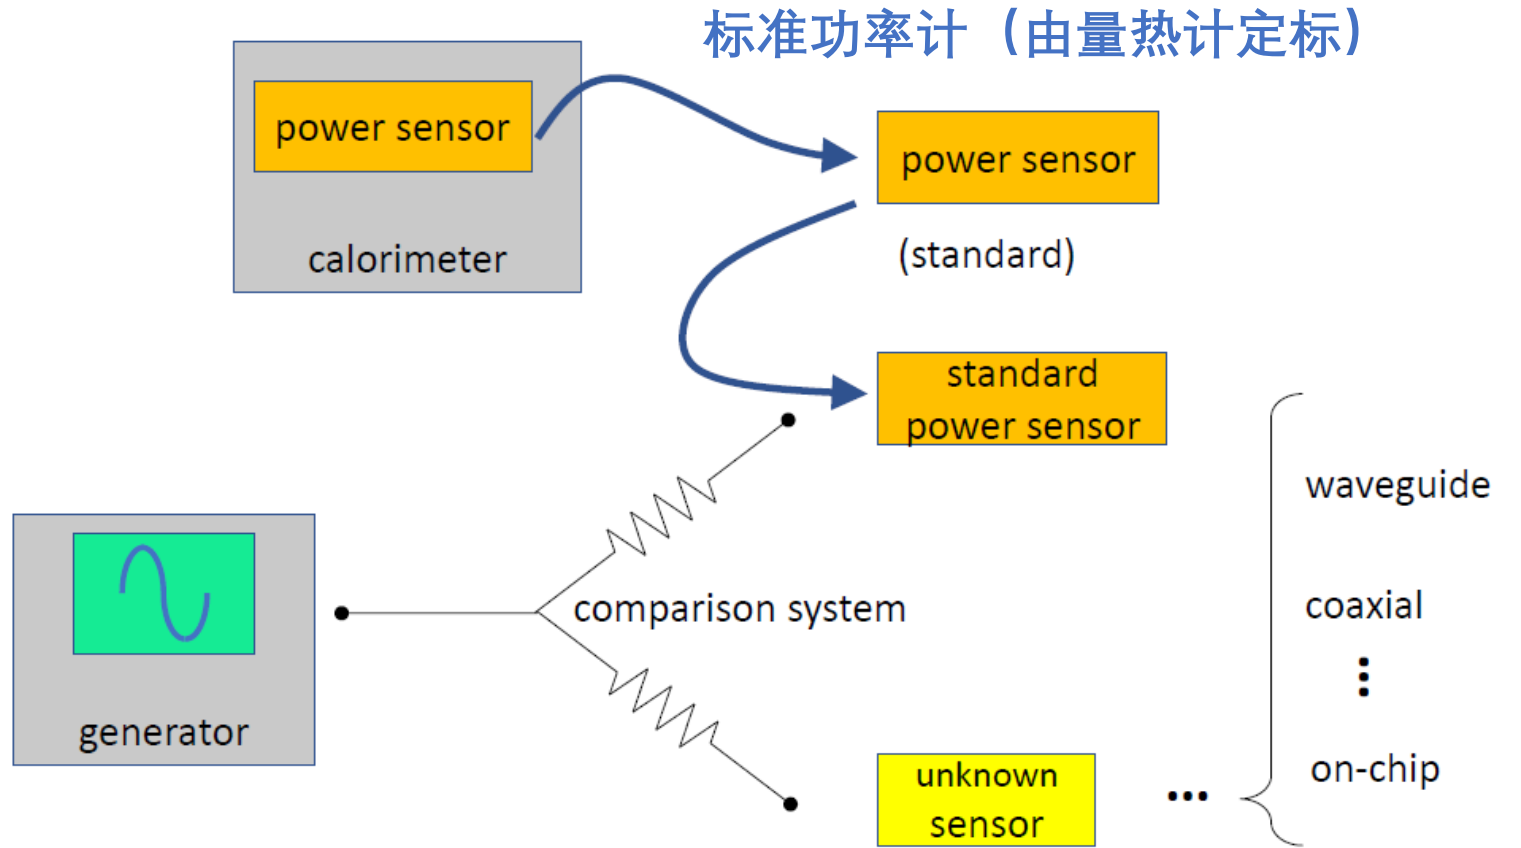 标准功率计（由量热计定标）
power sensor
calorimeter
power sensor
(standard)
standard
power sensor
generator
comparison system
unknown
sensor
...
waveguide
coaxial
⋮
on-chip